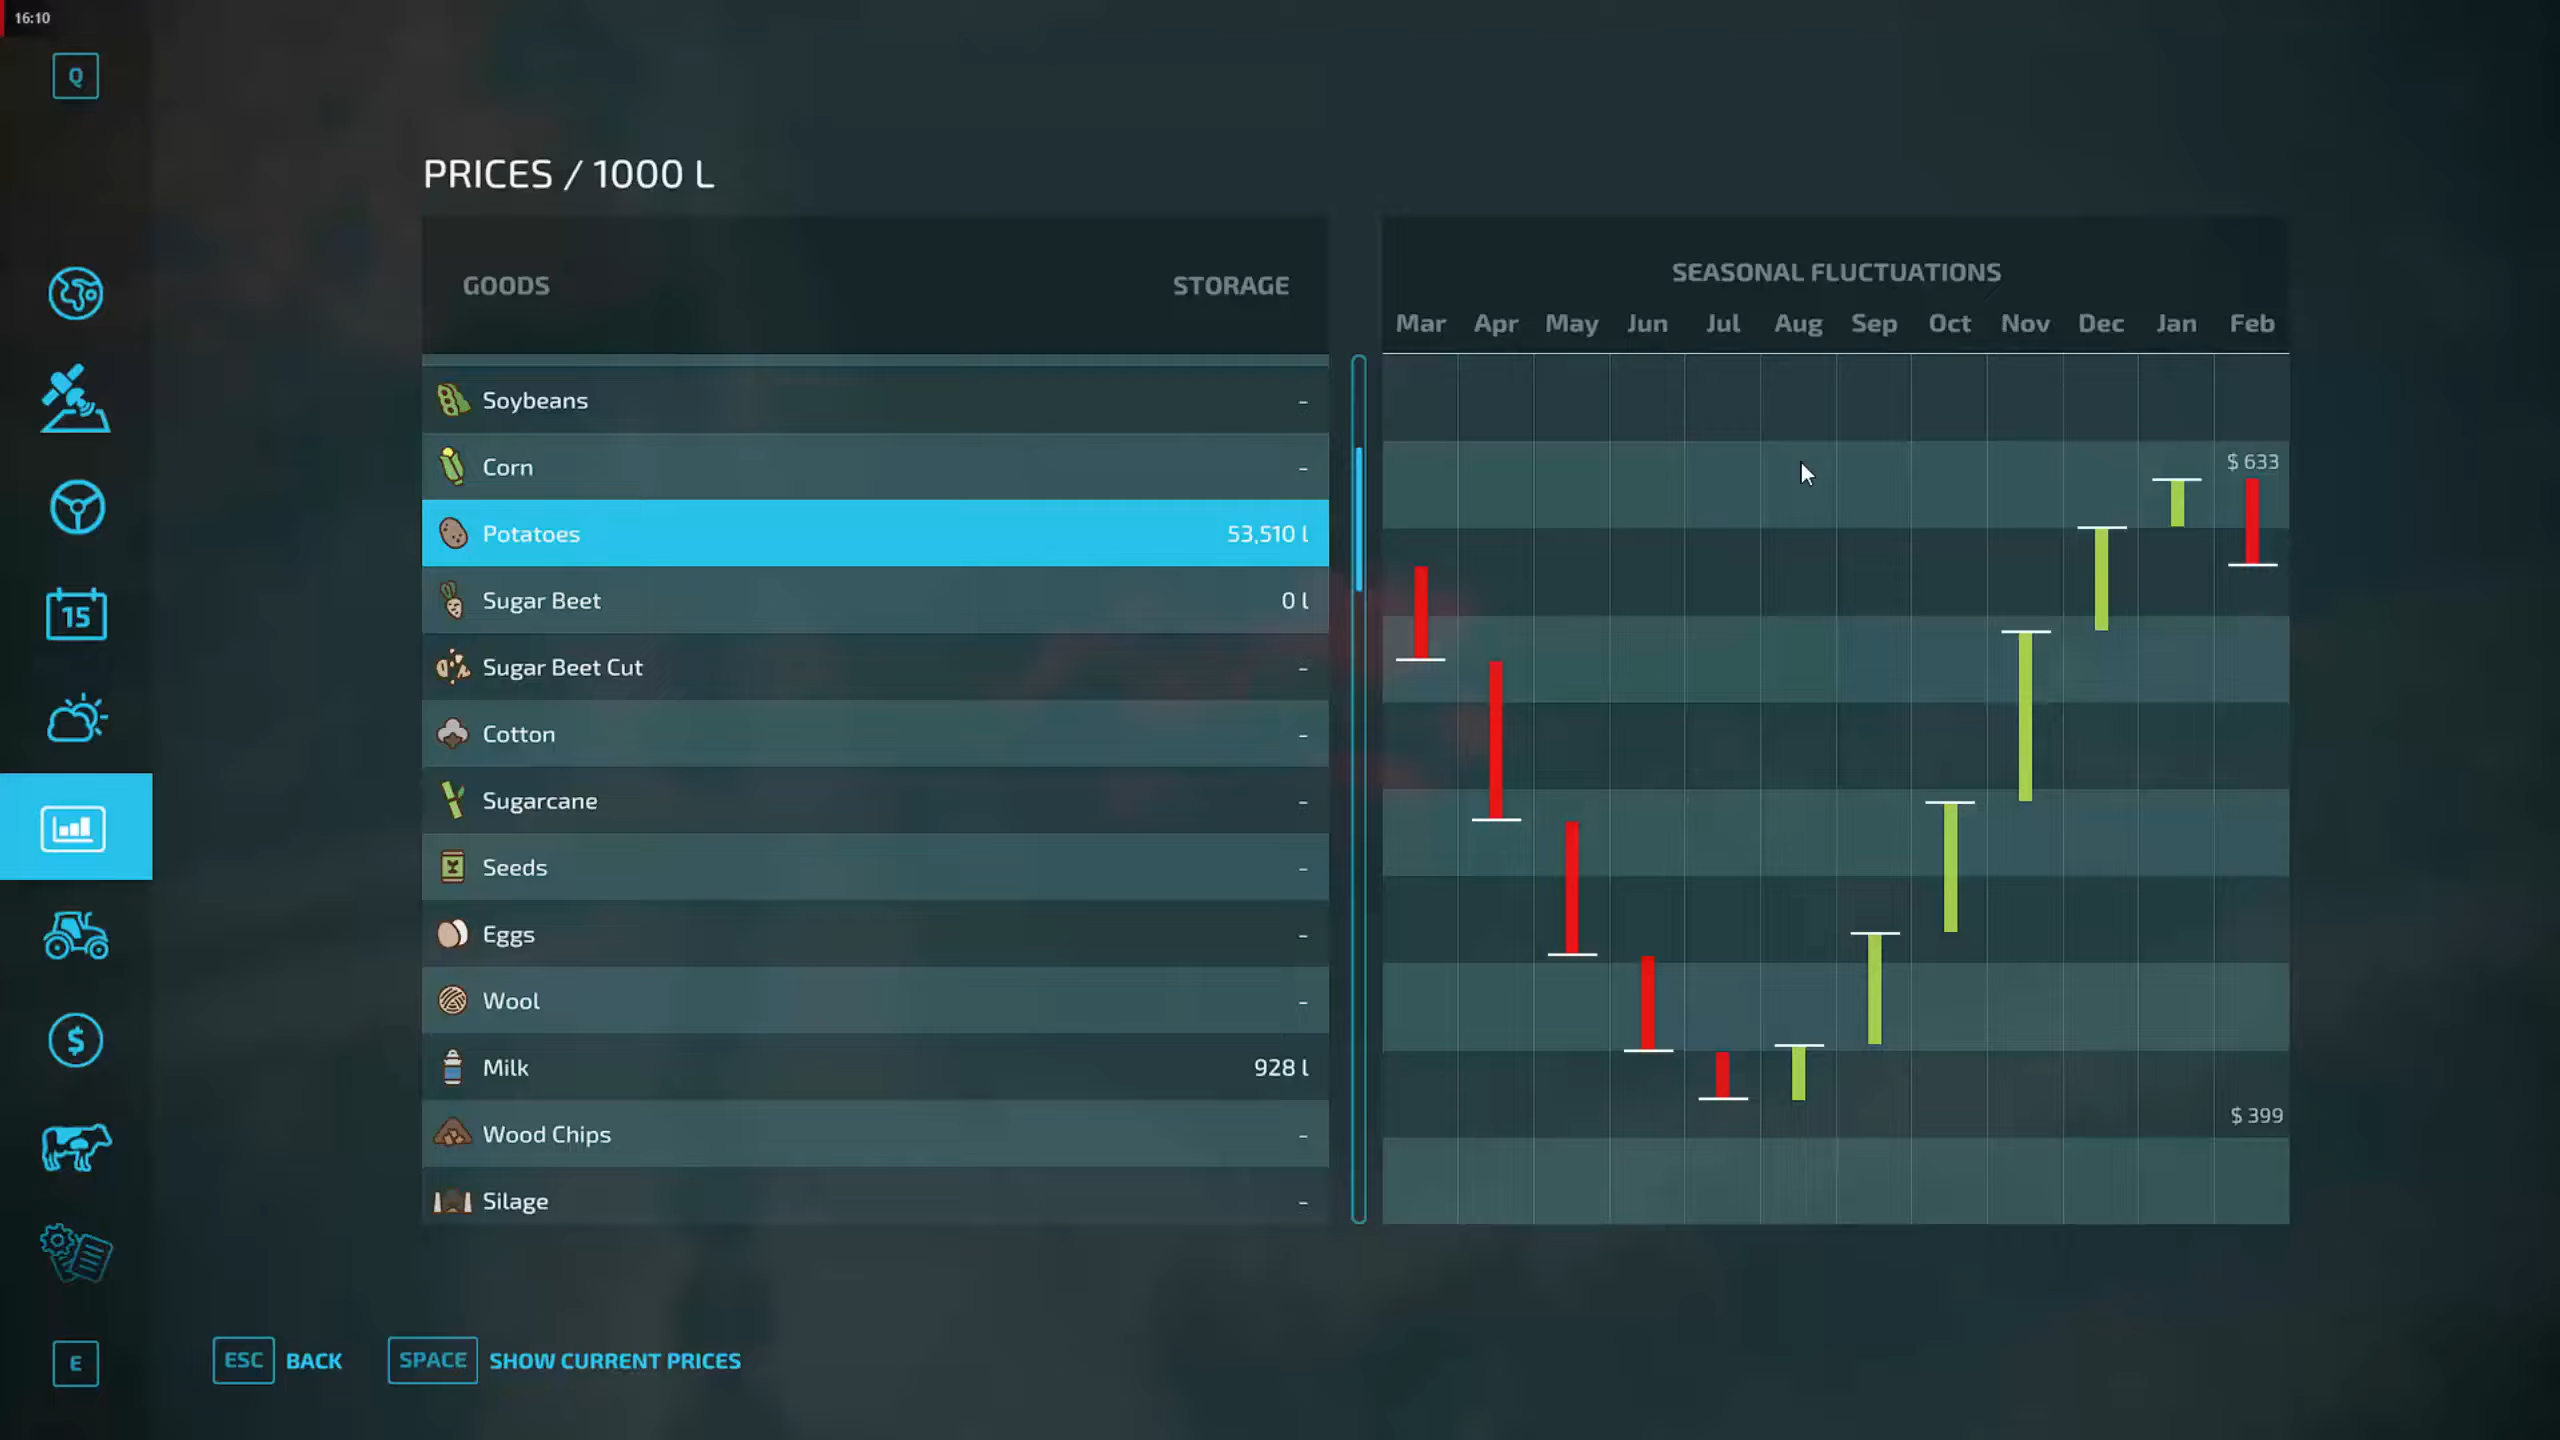 16:10
Q
PRICES / 1000 L
GOODS STORAGE
SEASONAL FLUCTUATIONS
Mar Apr May Jun Jul Aug Sep Oct Nov Dec Jan Feb
Soybeans -
Corn -
$ 633
Potatoes 53,510 l
Sugar Beet 0 l
15
Sugar Beet Cut -
Cotton -
Sugarcane -
Seeds -
Eggs -
Wool -
$
Milk 928 l
$ 399
Wood Chips -
Silage -
E
ESC BACK SPACE SHOW CURRENT PRICES